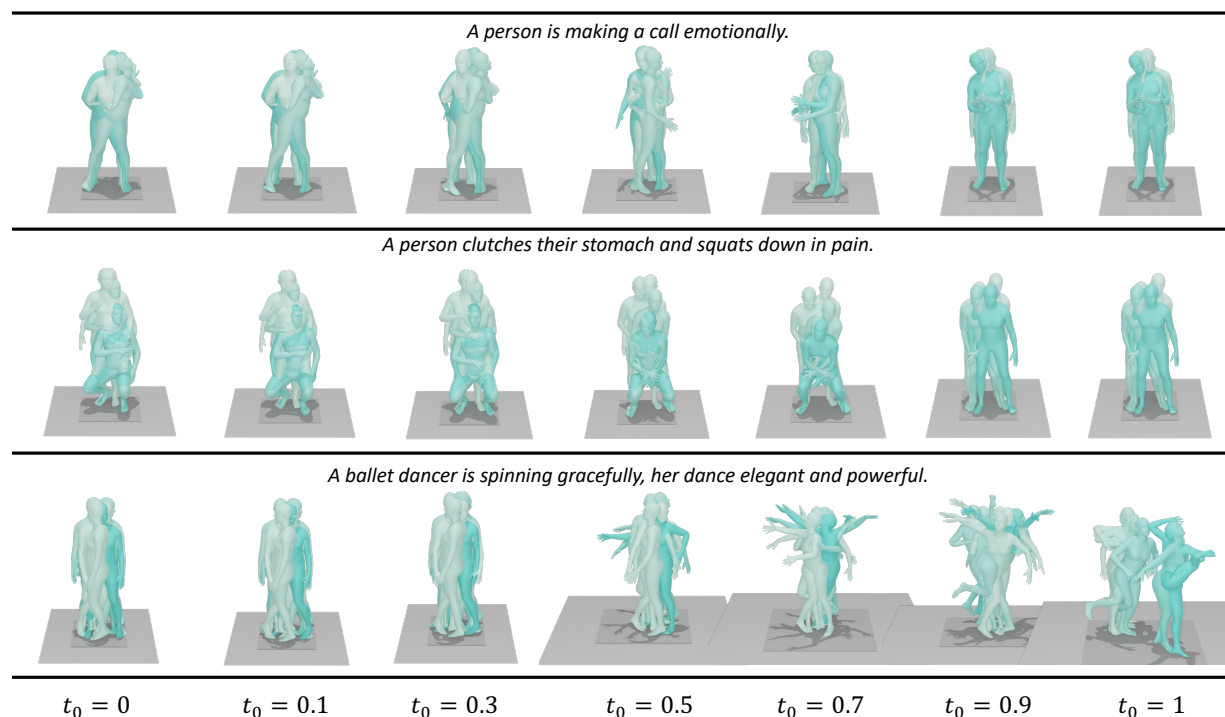 A person is making a call emotionally.
A person clutches their stomach and squats down in pain.
A ballet dancer is spinning gracefully, her dance elegant and powerful.
t₀ = 0 t₀ = 0.1 t₀ = 0.3 t₀ = 0.5 t₀ = 0.7 t₀ = 0.9 t₀ = 1